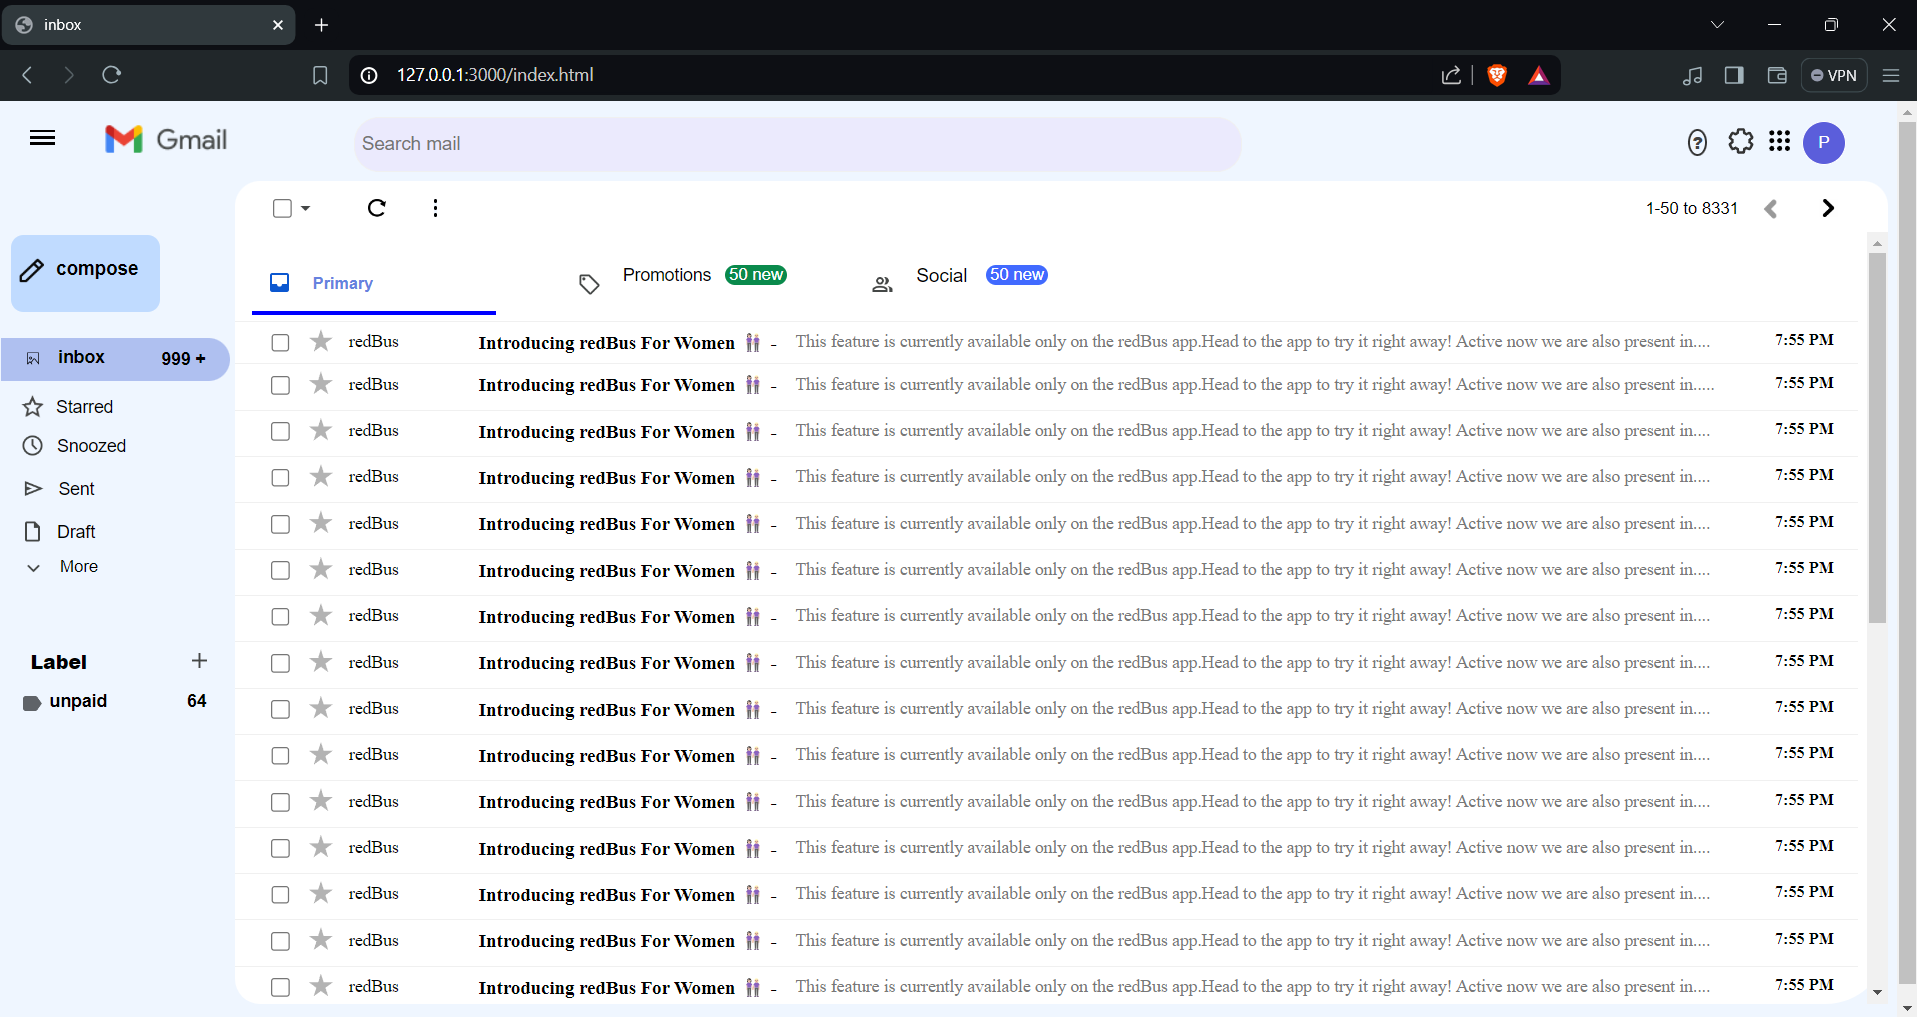 inbox
127.0.0.1:3000/index.html
VPN
Gmail
Search mail
P
1-50 to 8331
compose
Primary
Promotions 50 new
Social 50 new
inbox 999 +
Starred
Snoozed
Sent
Draft
More
Label
unpaid 64
redBus Introducing redBus For Women 👭 - This feature is currently available only on the redBus app.Head to the app to try it right away! Active now we are also present in.... 7:55 PM
redBus Introducing redBus For Women 👭 - This feature is currently available only on the redBus app.Head to the app to try it right away! Active now we are also present in..... 7:55 PM
redBus Introducing redBus For Women 👭 - This feature is currently available only on the redBus app.Head to the app to try it right away! Active now we are also present in.... 7:55 PM
redBus Introducing redBus For Women 👭 - This feature is currently available only on the redBus app.Head to the app to try it right away! Active now we are also present in.... 7:55 PM
redBus Introducing redBus For Women 👭 - This feature is currently available only on the redBus app.Head to the app to try it right away! Active now we are also present in.... 7:55 PM
redBus Introducing redBus For Women 👭 - This feature is currently available only on the redBus app.Head to the app to try it right away! Active now we are also present in.... 7:55 PM
redBus Introducing redBus For Women 👭 - This feature is currently available only on the redBus app.Head to the app to try it right away! Active now we are also present in.... 7:55 PM
redBus Introducing redBus For Women 👭 - This feature is currently available only on the redBus app.Head to the app to try it right away! Active now we are also present in.... 7:55 PM
redBus Introducing redBus For Women 👭 - This feature is currently available only on the redBus app.Head to the app to try it right away! Active now we are also present in.... 7:55 PM
redBus Introducing redBus For Women 👭 - This feature is currently available only on the redBus app.Head to the app to try it right away! Active now we are also present in.... 7:55 PM
redBus Introducing redBus For Women 👭 - This feature is currently available only on the redBus app.Head to the app to try it right away! Active now we are also present in.... 7:55 PM
redBus Introducing redBus For Women 👭 - This feature is currently available only on the redBus app.Head to the app to try it right away! Active now we are also present in.... 7:55 PM
redBus Introducing redBus For Women 👭 - This feature is currently available only on the redBus app.Head to the app to try it right away! Active now we are also present in.... 7:55 PM
redBus Introducing redBus For Women 👭 - This feature is currently available only on the redBus app.Head to the app to try it right away! Active now we are also present in.... 7:55 PM
redBus Introducing redBus For Women 👭 - This feature is currently available only on the redBus app.Head to the app to try it right away! Active now we are also present in.... 7:55 PM